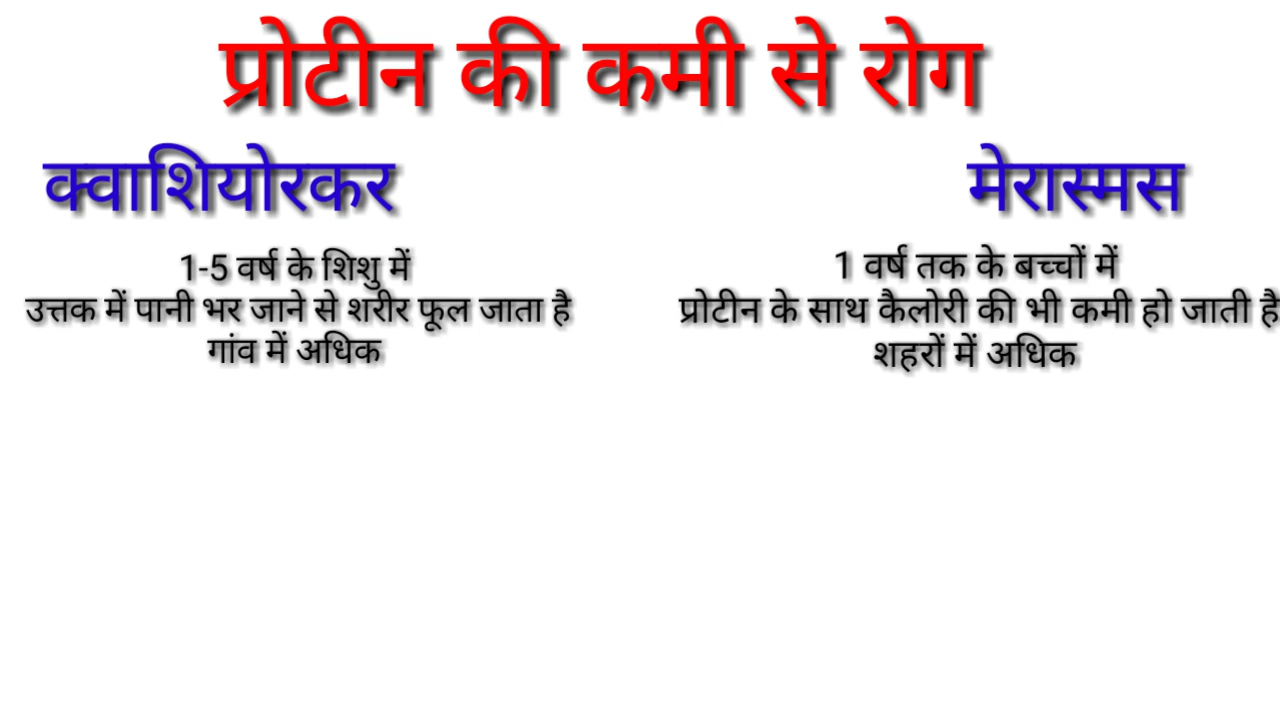 प्रोटीन की कमी से रोग
क्वाशियोरकर
1-5 वर्ष के शिशु में
उत्तक में पानी भर जाने से शरीर फूल जाता है
गांव में अधिक
मेरास्मस
1 वर्ष तक के बच्चों में
प्रोटीन के साथ कैलोरी की भी कमी हो जाती है
शहरों में अधिक